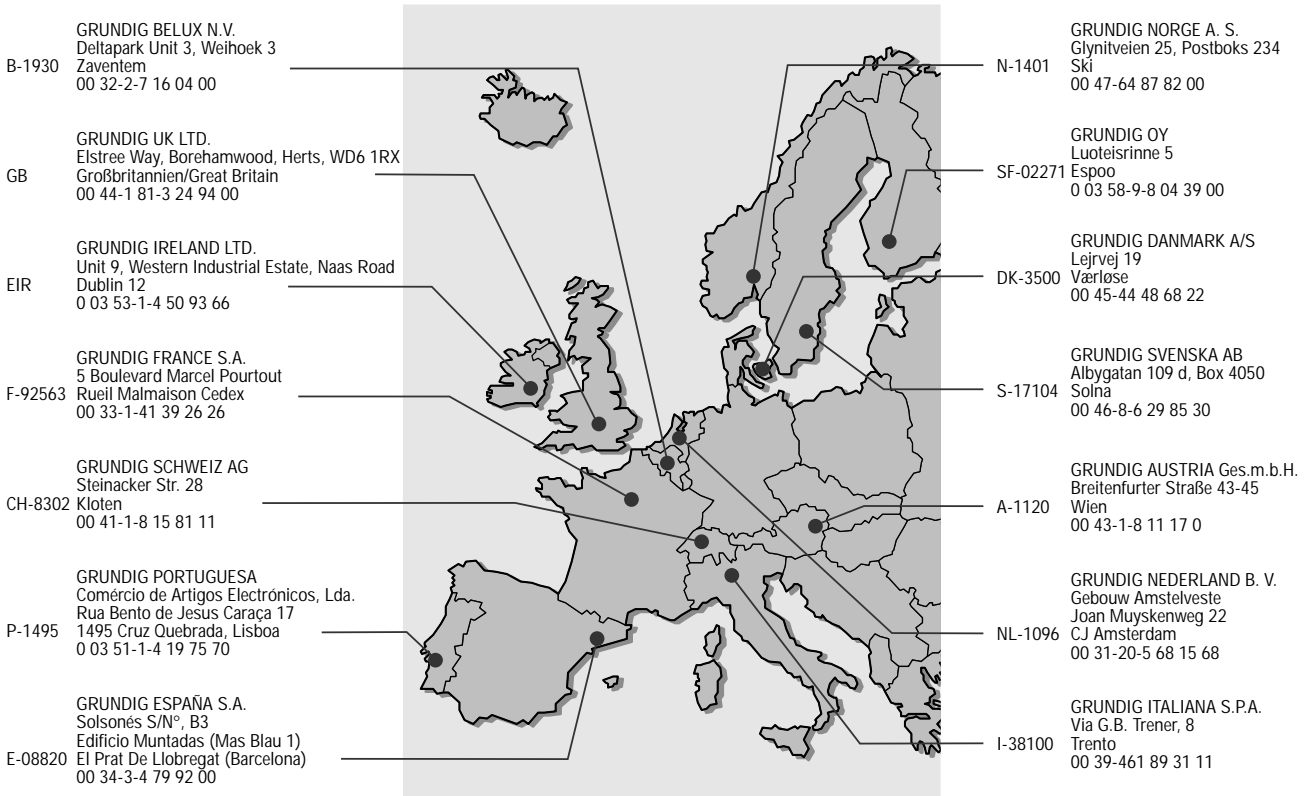 GRUNDIG BELUX N.V.
Deltapark Unit 3, Weihoek 3
B-1930 Zaventem
00 32-2-7 16 04 00
GRUNDIG UK LTD.
Elstree Way, Borehamwood, Herts, WD6 1RX
GB Großbritannien/Great Britain
00 44-1 81-3 24 94 00
GRUNDIG IRELAND LTD.
Unit 9, Western Industrial Estate, Naas Road
EIR Dublin 12
0 03 53-1-4 50 93 66
GRUNDIG FRANCE S.A.
5 Boulevard Marcel Pourtout
F-92563 Rueil Malmaison Cedex
00 33-1-41 39 26 26
GRUNDIG SCHWEIZ AG
Steinacker Str. 28
CH-8302 Kloten
00 41-1-8 15 81 11
GRUNDIG PORTUGUESA
Comércio de Artigos Electrónicos, Lda.
Rua Bento de Jesus Caraça 17
P-1495 1495 Cruz Quebrada, Lisboa
0 03 51-1-4 19 75 70
GRUNDIG ESPAÑA S.A.
Solsonés S/N°, B3
Edificio Muntadas (Mas Blau 1)
E-08820 El Prat De Llobregat (Barcelona)
00 34-3-4 79 92 00
GRUNDIG NORGE A. S.
Glynitveien 25, Postboks 234
N-1401 Ski
00 47-64 87 82 00
GRUNDIG OY
Luoteisrinne 5
SF-02271 Espoo
0 03 58-9-8 04 39 00
GRUNDIG DANMARK A/S
Lejrvej 19
DK-3500 Værløse
00 45-44 48 68 22
GRUNDIG SVENSKA AB
Albygatan 109 d, Box 4050
S-17104 Solna
00 46-8-6 29 85 30
GRUNDIG AUSTRIA Ges.m.b.H.
Breitenfurter Straße 43-45
A-1120 Wien
00 43-1-8 11 17 0
GRUNDIG NEDERLAND B. V.
Gebouw Amstelveste
Joan Muyskenweg 22
NL-1096 CJ Amsterdam
00 31-20-5 68 15 68
GRUNDIG ITALIANA S.P.A.
Via G.B. Trener, 8
I-38100 Trento
00 39-461 89 31 11